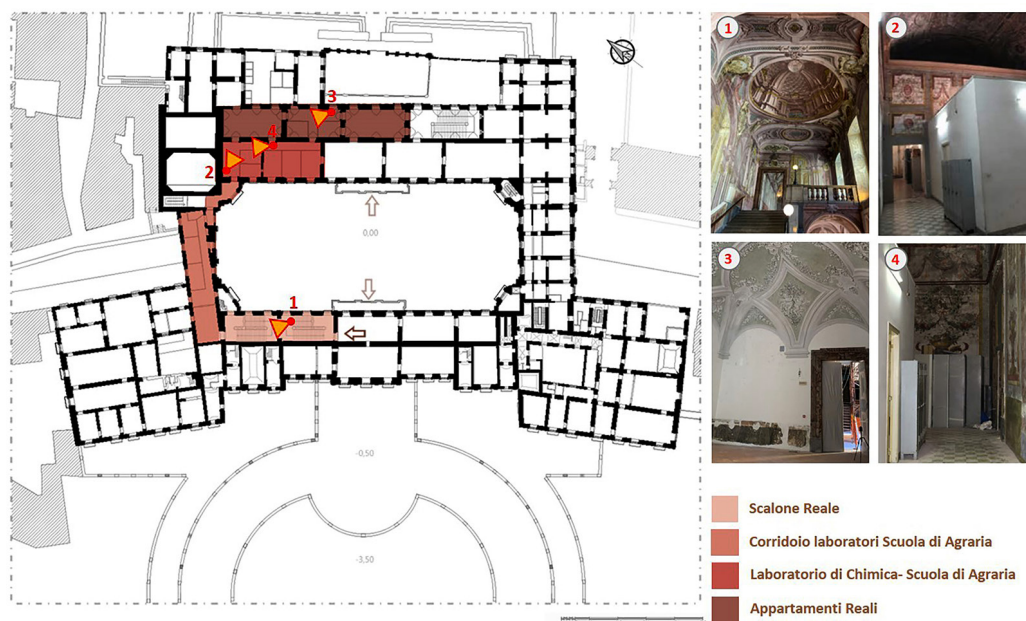 3
4
2
0,00
1
-0,50
-3,50
1
2
3
4
Scalone Reale
Corridoio laboratori Scuola di Agraria
Laboratorio di Chimica- Scuola di Agraria
Appartamenti Reali